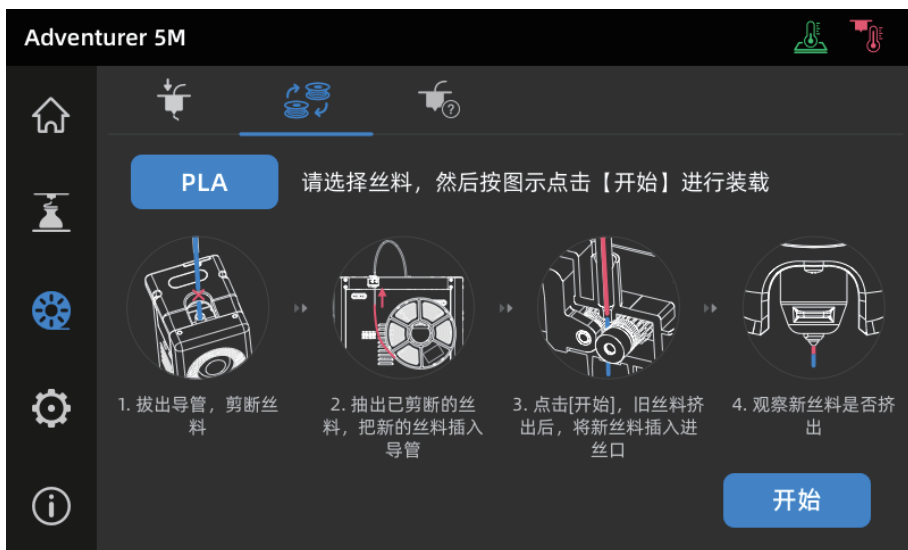 Adventurer 5M
PLA
请选择丝料，然后按图示点击【开始】进行装载
1. 拔出导管，剪断丝
料
2. 抽出已剪断的丝
料，把新的丝料插入
导管
3. 点击[开始]，旧丝料挤
出后，将新丝料插入进
丝口
4. 观察新丝料是否挤
出
开始